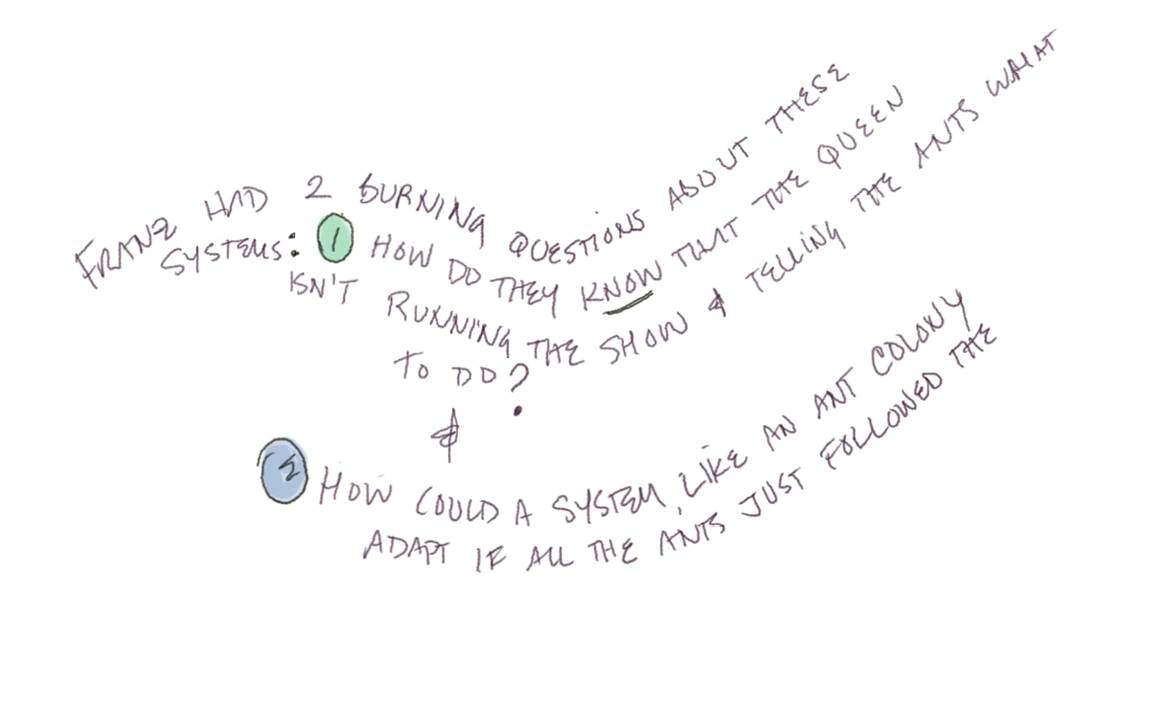 FRANZ HAD 2 BURNING QUESTIONS ABOUT THESE
SYSTEMS: 1 HOW DO THEY KNOW THAT THE QUEEN
ISN'T RUNNING THE SHOW & TELLING THE ANTS WHAT
TO DO?
&
2 HOW COULD A SYSTEM, LIKE AN ANT COLONY
ADAPT IF ALL THE ANTS JUST FOLLOWED THE